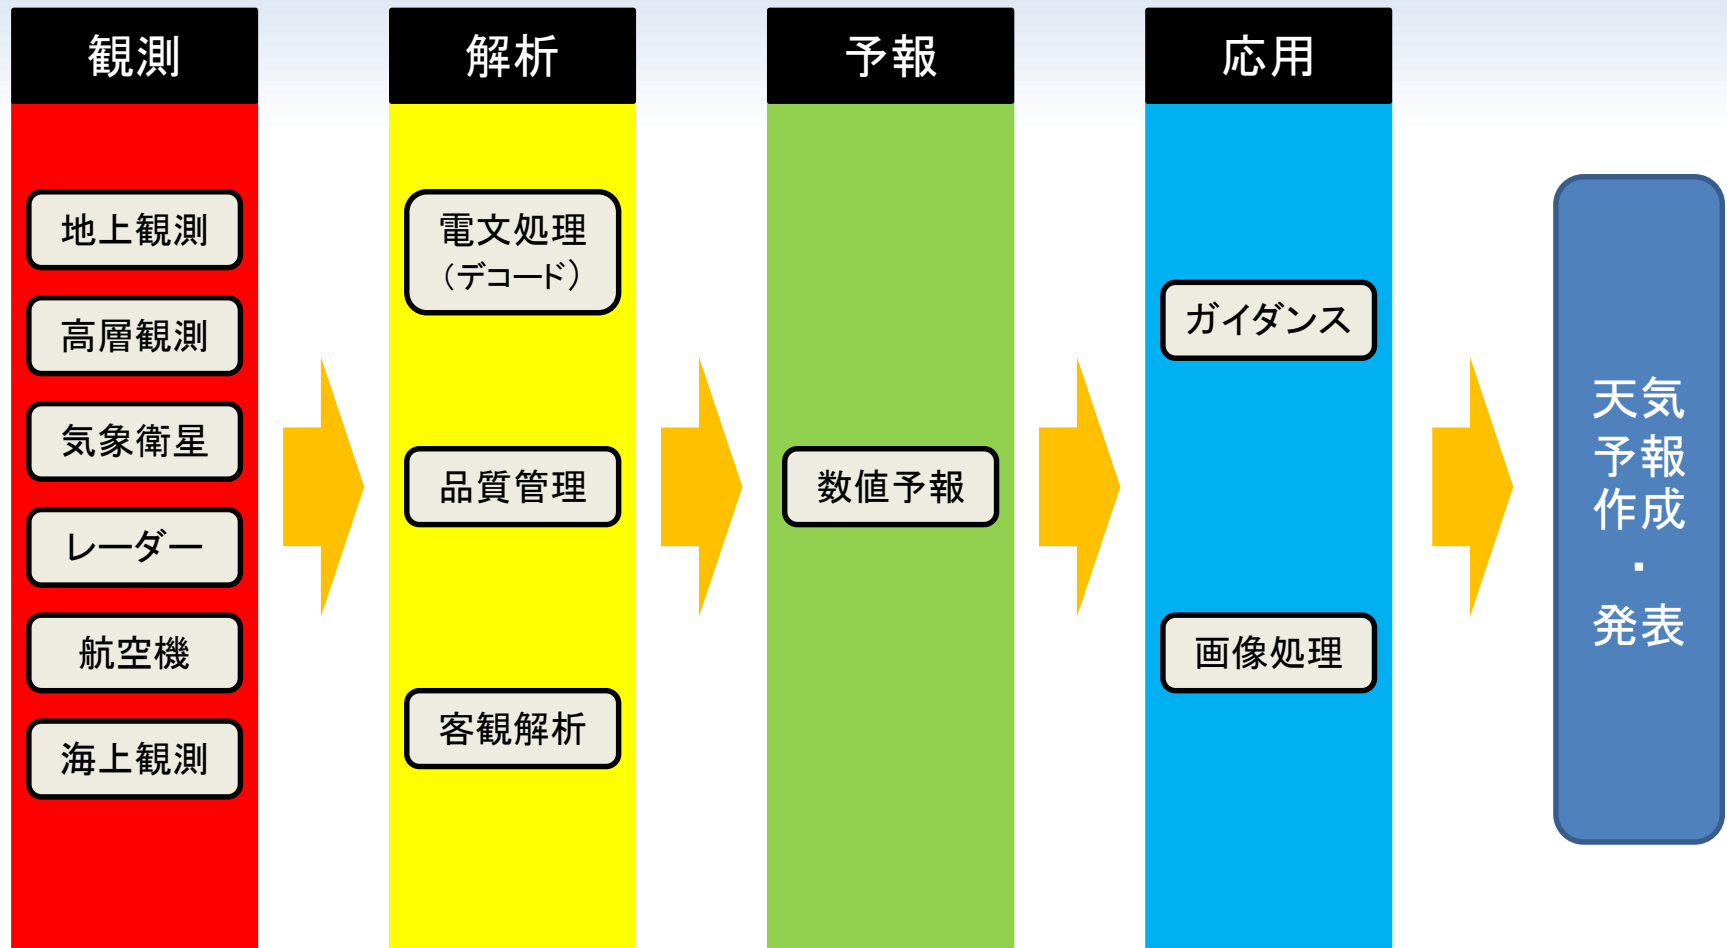 観測
地上観測
高層観測
気象衛星
レーダー
航空機
海上観測
解析
電文処理
（デコード）
品質管理
客観解析
予報
数値予報
応用
ガイダンス
画像処理
天気
予報
作成
・
発表